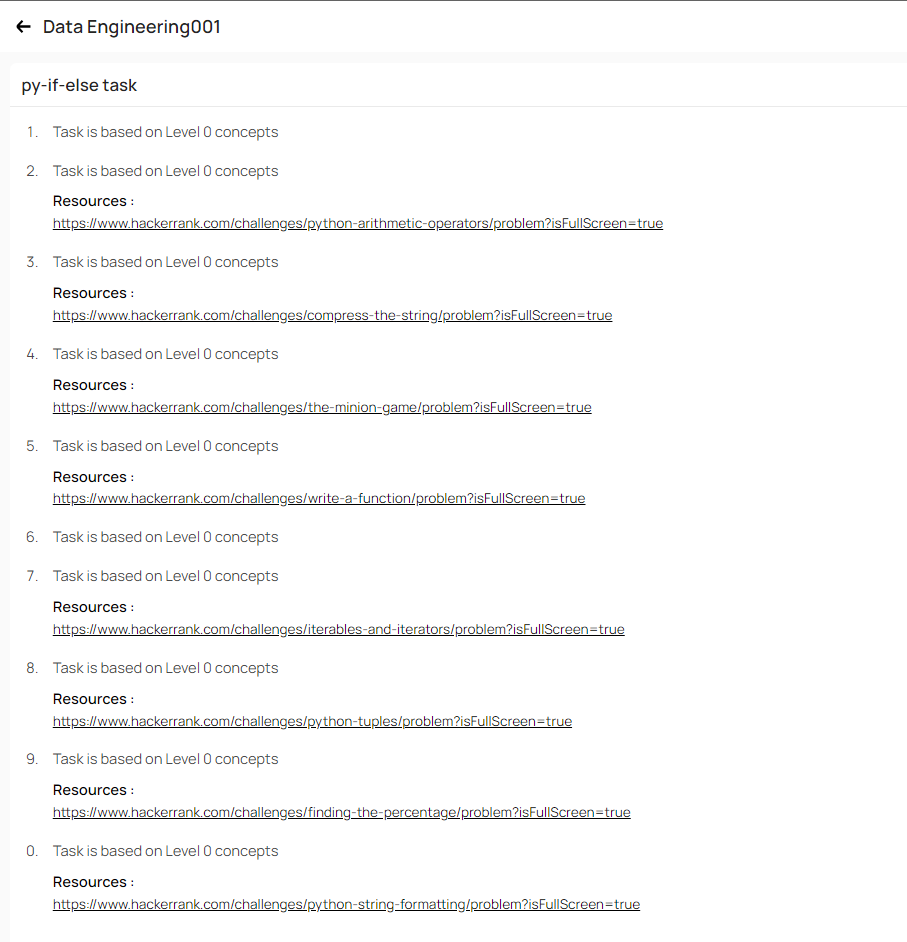 Data Engineering001
py-if-else task
1. Task is based on Level 0 concepts
2. Task is based on Level 0 concepts
Resources :
https://www.hackerrank.com/challenges/python-arithmetic-operators/problem?isFullScreen=true
3. Task is based on Level 0 concepts
Resources :
https://www.hackerrank.com/challenges/compress-the-string/problem?isFullScreen=true
4. Task is based on Level 0 concepts
Resources :
https://www.hackerrank.com/challenges/the-minion-game/problem?isFullScreen=true
5. Task is based on Level 0 concepts
Resources :
https://www.hackerrank.com/challenges/write-a-function/problem?isFullScreen=true
6. Task is based on Level 0 concepts
7. Task is based on Level 0 concepts
Resources :
https://www.hackerrank.com/challenges/iterables-and-iterators/problem?isFullScreen=true
8. Task is based on Level 0 concepts
Resources :
https://www.hackerrank.com/challenges/python-tuples/problem?isFullScreen=true
9. Task is based on Level 0 concepts
Resources :
https://www.hackerrank.com/challenges/finding-the-percentage/problem?isFullScreen=true
0. Task is based on Level 0 concepts
Resources :
https://www.hackerrank.com/challenges/python-string-formatting/problem?isFullScreen=true